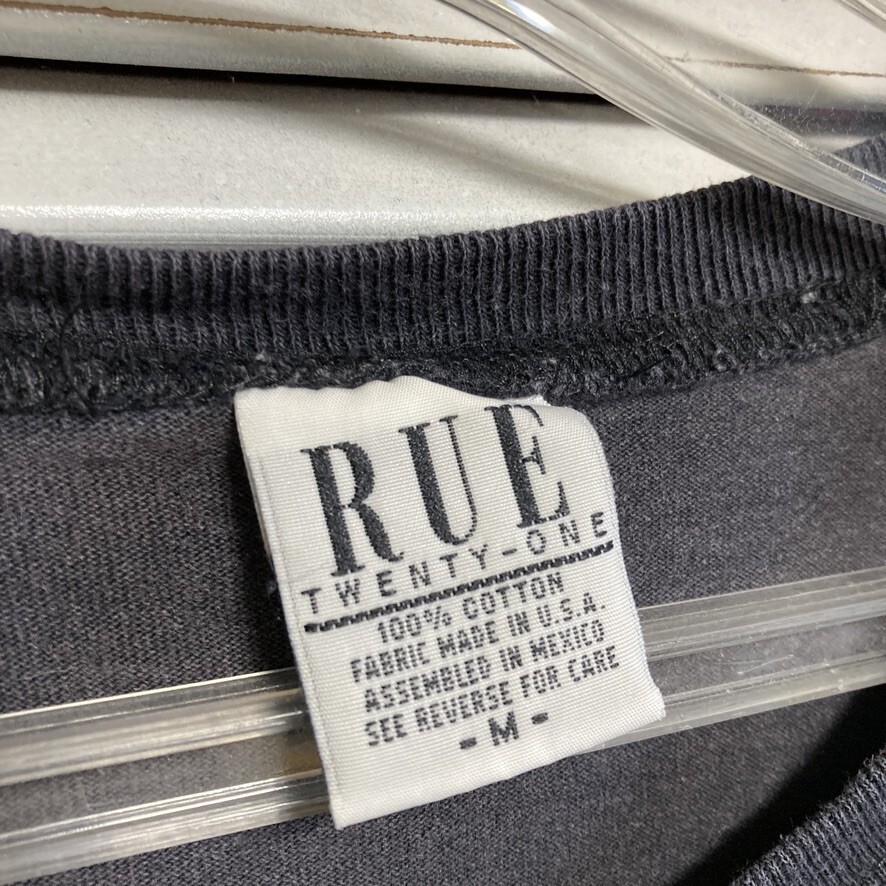 RUE
TWENTY-ONE
100% COTTON
FABRIC MADE IN U.S.A.
ASSEMBLED IN MEXICO
SEE REVERSE FOR CARE
- M -